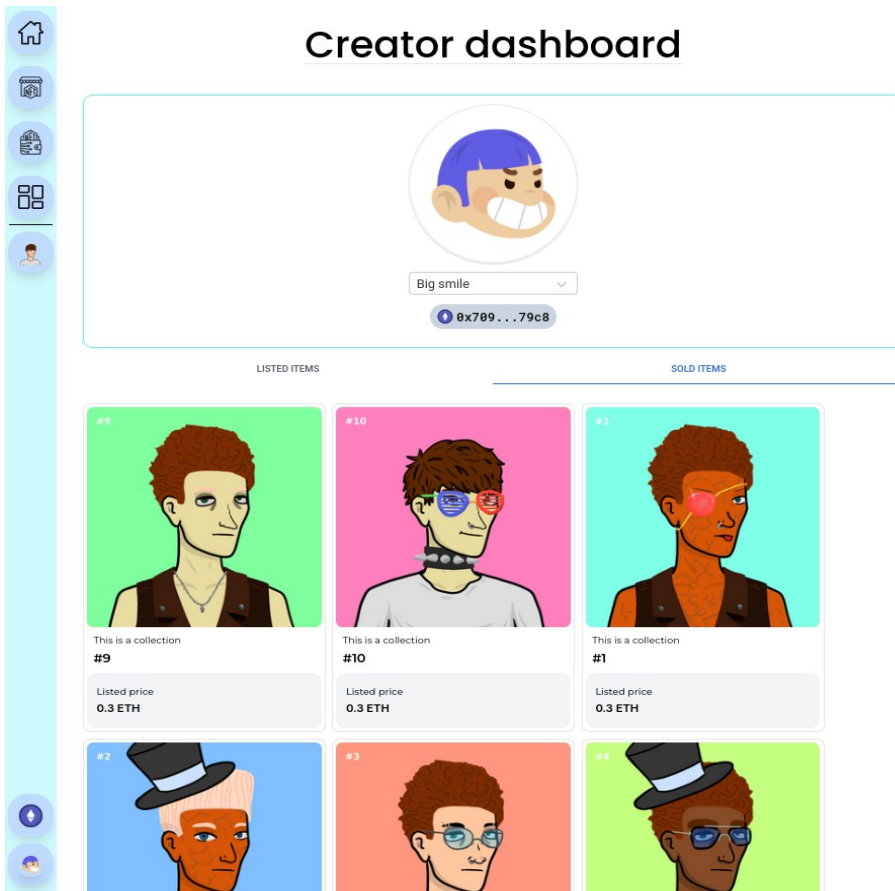 Creator dashboard
Big smile
0x709...79c8
LISTED ITEMS
SOLD ITEMS
#9
#10
#1
This is a collection
#9
This is a collection
#10
This is a collection
#1
Listed price
0.3 ETH
Listed price
0.3 ETH
Listed price
0.3 ETH
#2
#3
#4